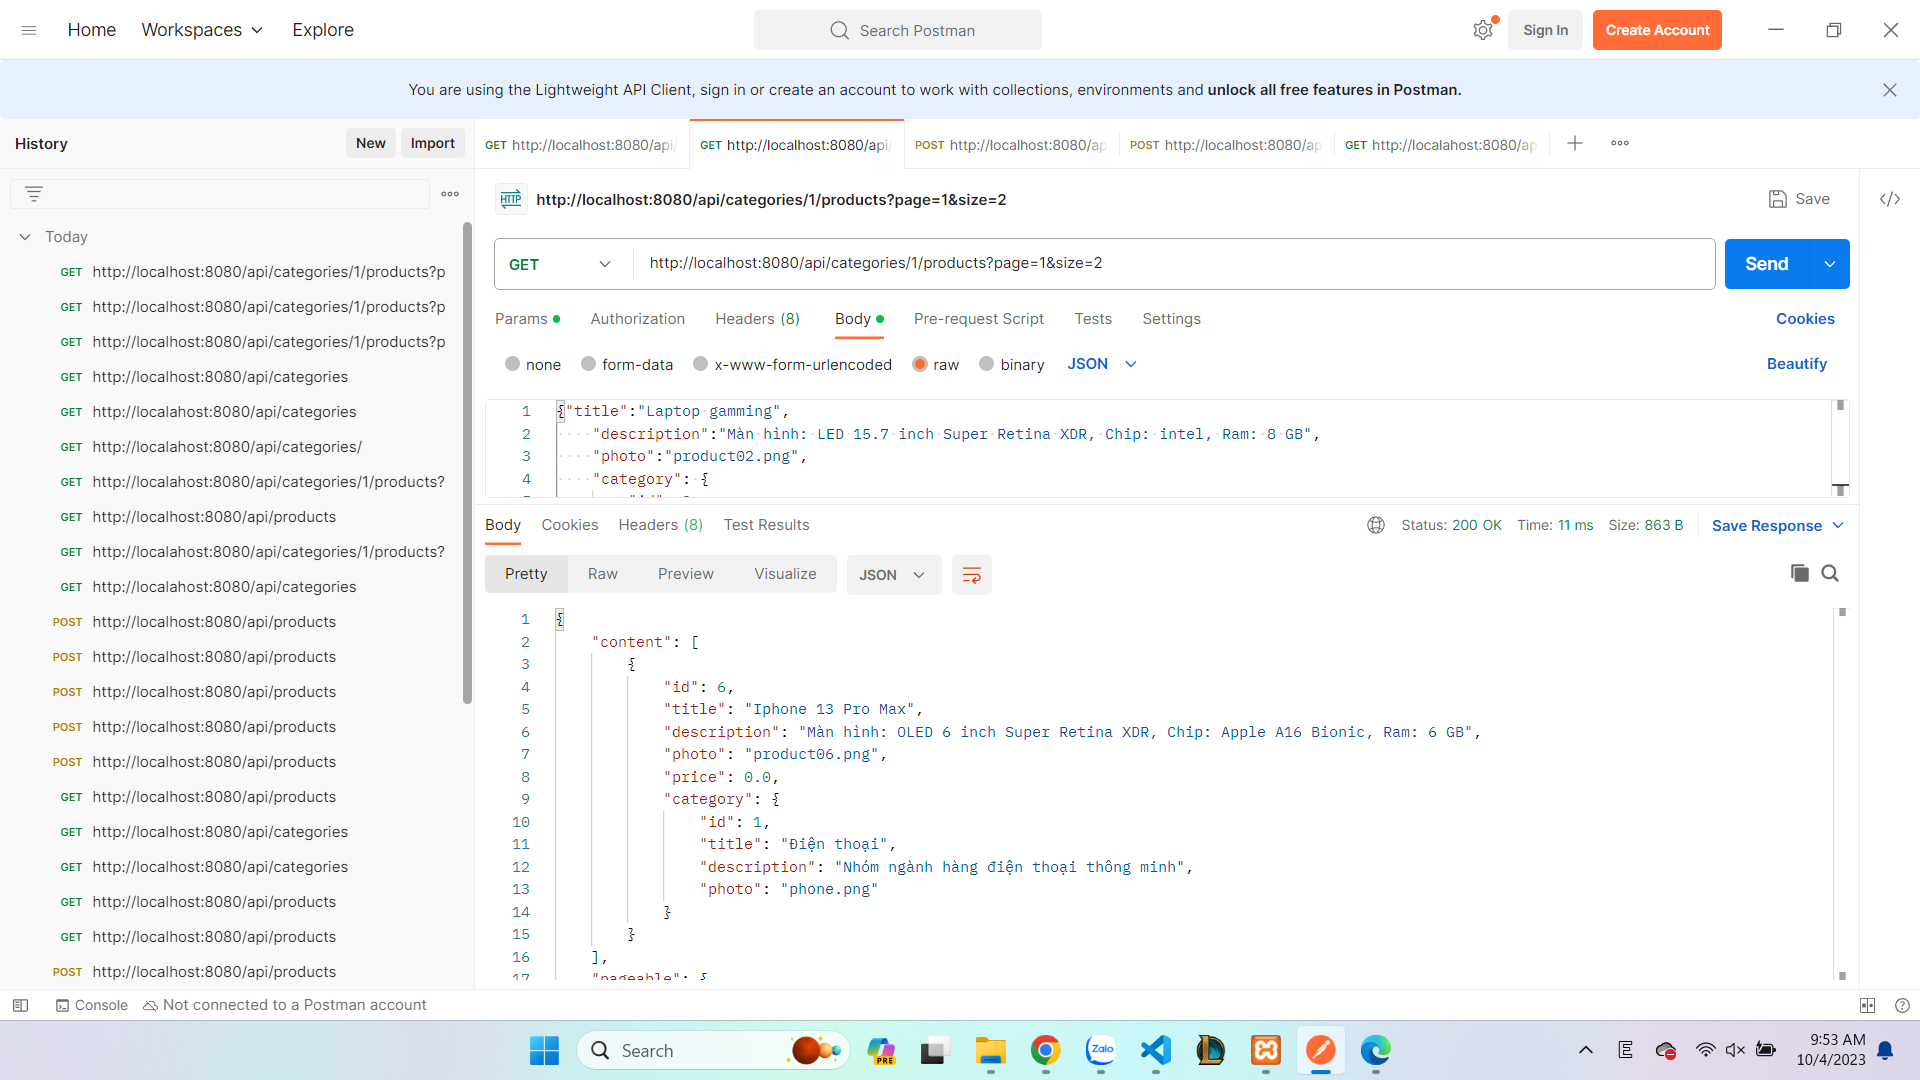 Home
Workspaces
Explore
Search Postman
Sign In
Create Account
You are using the Lightweight API Client, sign in or create an account to work with collections, environments and unlock all free features in Postman.
History
New
Import
GET http://localhost:8080/api/
GET http://localhost:8080/api/
POST http://localhost:8080/ap
POST http://localhost:8080/ap
GET http://localahost:8080/ap
Today
GET http://localhost:8080/api/categories/1/products?p
GET http://localhost:8080/api/categories/1/products?p
GET http://localhost:8080/api/categories/1/products?p
GET http://localhost:8080/api/categories
GET http://localahost:8080/api/categories
GET http://localahost:8080/api/categories/
GET http://localahost:8080/api/categories/1/products?
GET http://localhost:8080/api/products
GET http://localahost:8080/api/categories/1/products?
GET http://localahost:8080/api/categories
POST http://localhost:8080/api/products
POST http://localhost:8080/api/products
POST http://localhost:8080/api/products
POST http://localhost:8080/api/products
POST http://localhost:8080/api/products
GET http://localhost:8080/api/products
GET http://localhost:8080/api/categories
GET http://localhost:8080/api/categories
GET http://localhost:8080/api/products
GET http://localhost:8080/api/products
POST http://localhost:8080/api/products
HTTP
http://localhost:8080/api/categories/1/products?page=1&size=2
Save
GET
http://localhost:8080/api/categories/1/products?page=1&size=2
Send
Params
Authorization
Headers (8)
Body
Pre-request Script
Tests
Settings
Cookies
none
form-data
x-www-form-urlencoded
raw
binary
JSON
Beautify
1 {"title":"Laptop gamming",
2 "description":"Màn hình: LED 15.7 inch Super Retina XDR, Chip: intel, Ram: 8 GB",
3 "photo":"product02.png",
4 "category": {
Body
Cookies
Headers (8)
Test Results
Status: 200 OK
Time: 11 ms
Size: 863 B
Save Response
Pretty
Raw
Preview
Visualize
JSON
1 {
2 "content": [
3 {
4 "id": 6,
5 "title": "Iphone 13 Pro Max",
6 "description": "Màn hình: OLED 6 inch Super Retina XDR, Chip: Apple A16 Bionic, Ram: 6 GB",
7 "photo": "product06.png",
8 "price": 0.0,
9 "category": {
10 "id": 1,
11 "title": "Điện thoại",
12 "description": "Nhóm ngành hàng điện thoại thông minh",
13 "photo": "phone.png"
14 }
15 }
16 ],
17 "pageable": {
Console
Not connected to a Postman account
Search
PRE
Zalo
E
9:53 AM
10/4/2023